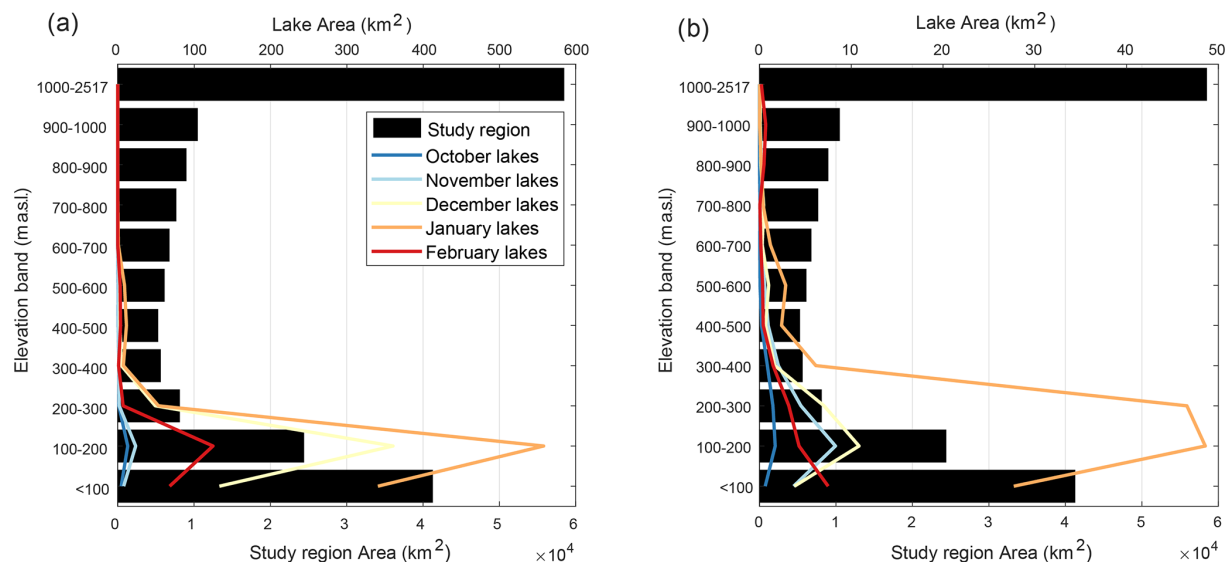 (a)
Lake Area (km2)
0 100 200 300 400 500 600
1000-2517
900-1000
800-900
700-800
600-700
500-600
400-500
300-400
200-300
100-200
<100
Elevation band (m a.s.l.)
Study region
October lakes
November lakes
December lakes
January lakes
February lakes
0 1 2 3 4 5 6
Study region Area (km2)
×10^4
(b)
Lake Area (km2)
0 10 20 30 40 50
1000-2517
900-1000
800-900
700-800
600-700
500-600
400-500
300-400
200-300
100-200
<100
Elevation band (m a.s.l.)
0 1 2 3 4 5 6
Study region Area (km2)
×10^4